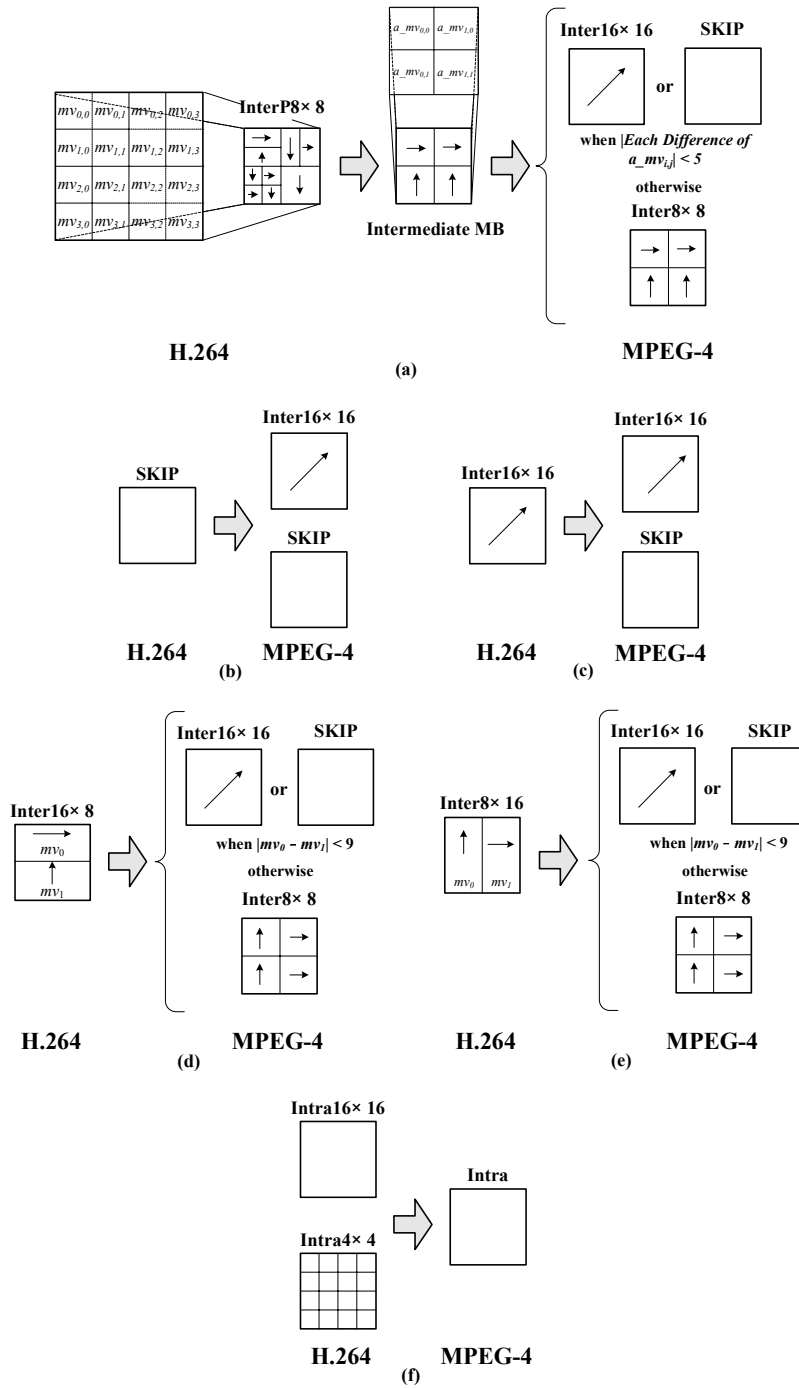 InterP8× 8
mv0,0 mv0,1 mv0,2 mv0,3
mv1,0 mv1,1 mv1,2 mv1,3
mv2,0 mv2,1 mv2,2 mv2,3
mv3,0 mv3,1 mv3,2 mv3,3
a_mv0,0 a_mv1,0
a_mv0,1 a_mv1,1
Intermediate MB
Inter16× 16
or
SKIP
when |Each Difference of
a_mvi,j| < 5
otherwise
Inter8× 8
H.264
MPEG-4
(a)
SKIP
Inter16× 16
SKIP
H.264
MPEG-4
(b)
Inter16× 16
Inter16× 16
SKIP
H.264
MPEG-4
(c)
Inter16× 8
mv0
mv1
Inter16× 16
or
SKIP
when |mv0 – mv1| < 9
otherwise
Inter8× 8
H.264
MPEG-4
(d)
Inter8× 16
mv0 mv1
Inter16× 16
or
SKIP
when |mv0 – mv1| < 9
otherwise
Inter8× 8
H.264
MPEG-4
(e)
Intra16× 16
Intra4× 4
Intra
H.264
MPEG-4
(f)